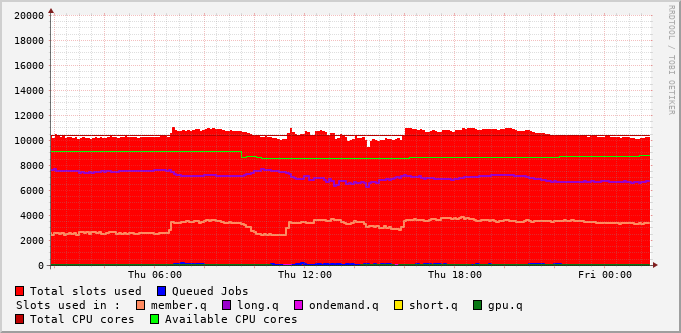 20000
18000
16000
14000
12000
10000
8000
6000
4000
2000
0
Thu 06:00 Thu 12:00 Thu 18:00 Fri 00:00
Total slots used Queued Jobs
Slots used in : member.q long.q ondemand.q short.q gpu.q
Total CPU cores Available CPU cores
RRDTOOL / TOBI OETIKER